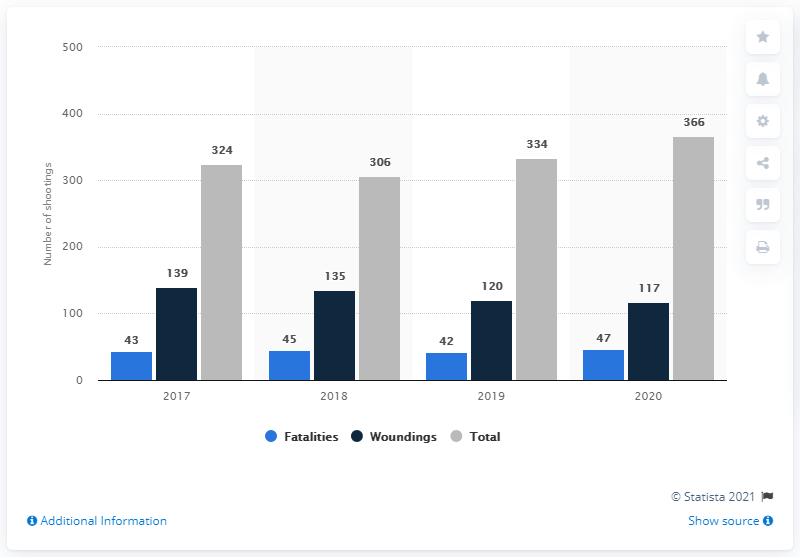 Number of shootings
500
400
300
200
100
0
43 139 324
45 135 306
42 120 334
47 117 366
2017 2018 2019 2020
Fatalities Woundings Total
© Statista 2021
Additional Information
Show source